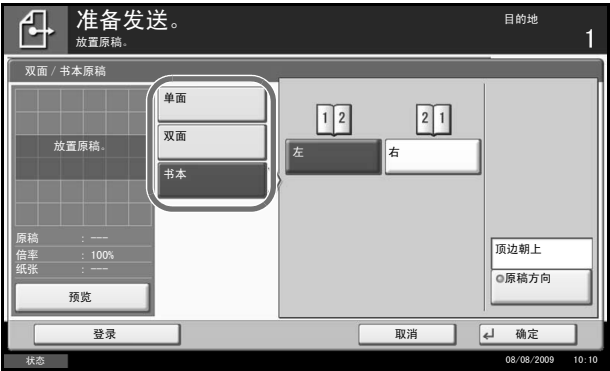 准备发送。
放置原稿。
目的地
1
双面 / 书本原稿
放置原稿。
原稿 : ---
倍率 : 100%
纸张 : ---
预览
单面
双面
书本
1 2
2 1
左
右
顶边朝上
原稿方向
登录
取消
确定
状态
08/08/2009 10:10